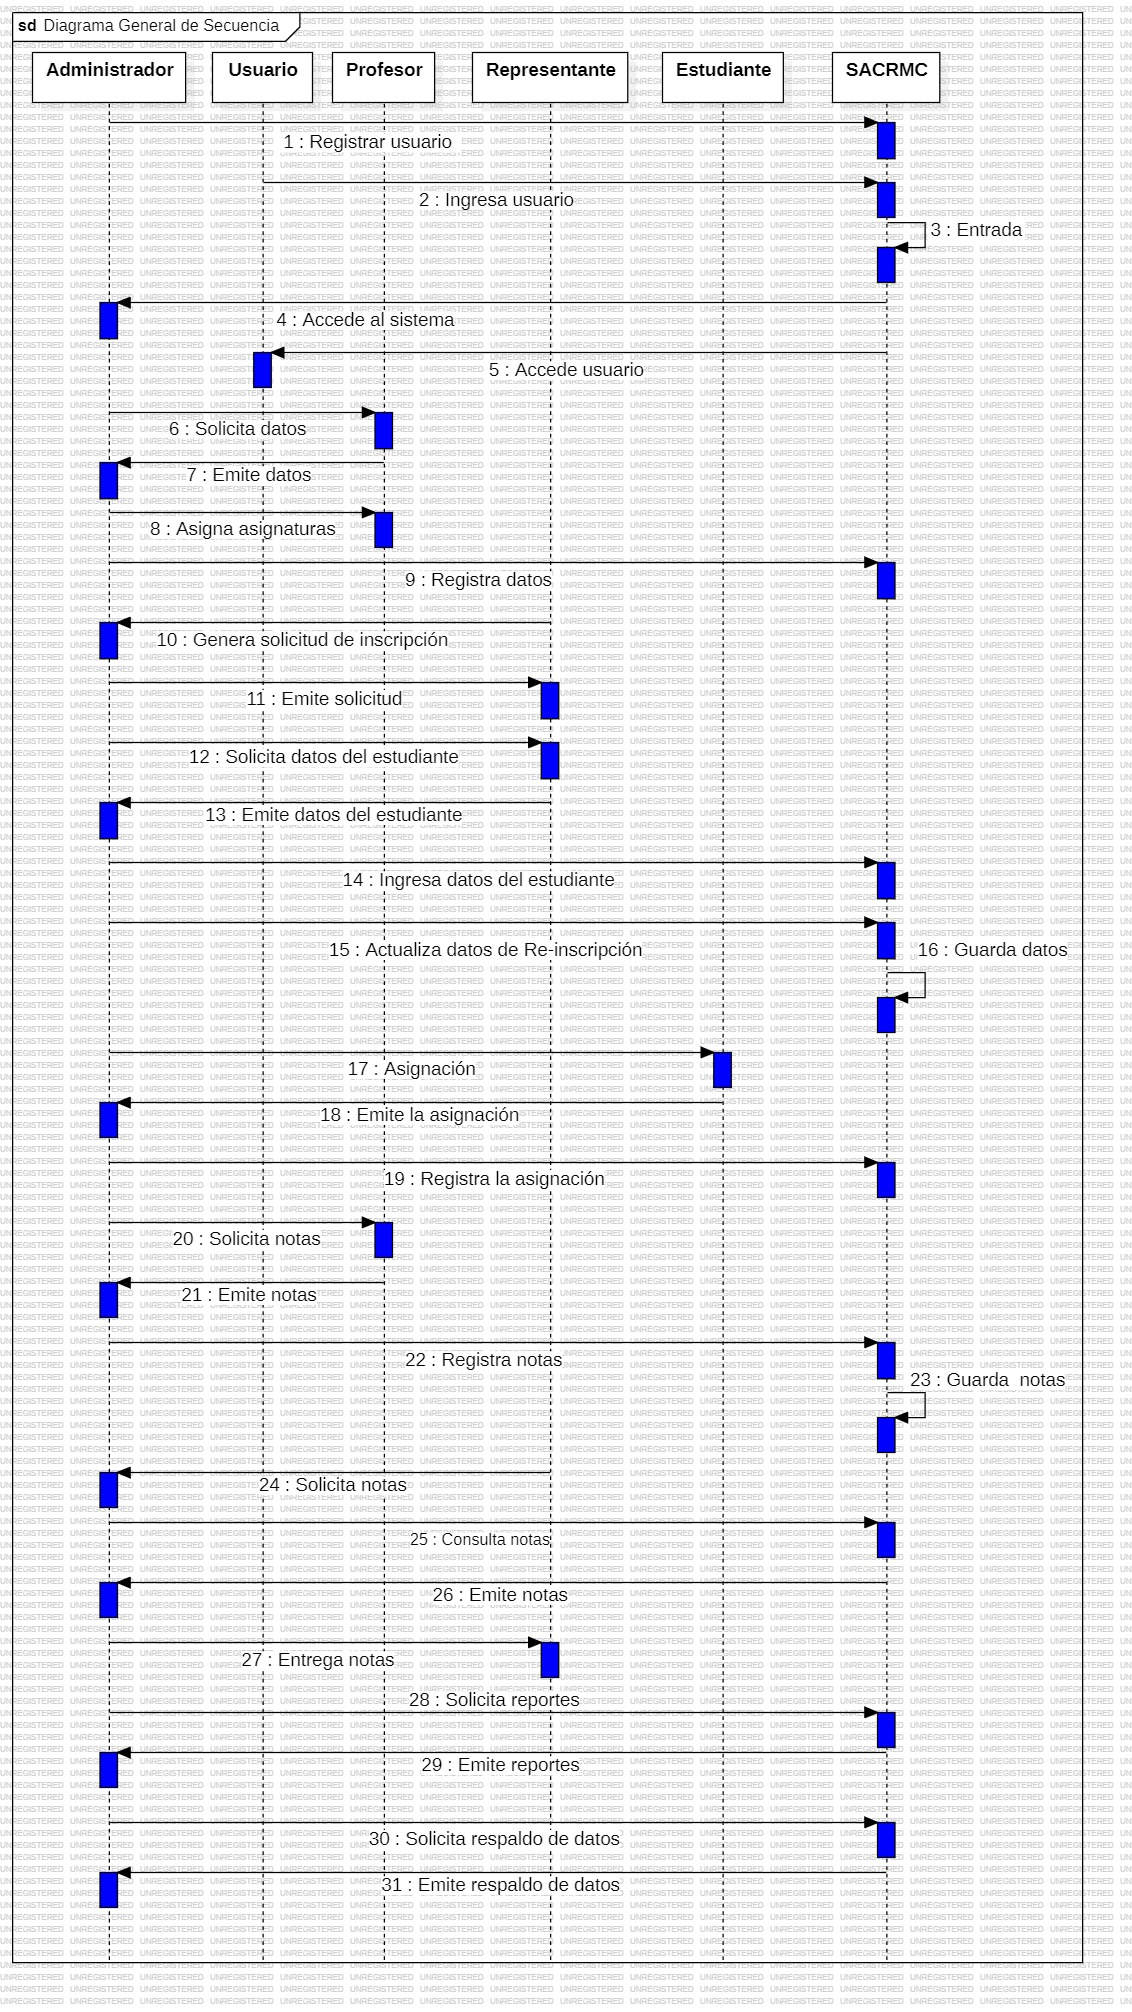 sd Diagrama General de Secuencia
Administrador Usuario Profesor Representante Estudiante SACRMC
1 : Registrar usuario
2 : Ingresa usuario
3 : Entrada
4 : Accede al sistema
5 : Accede usuario
6 : Solicita datos
7 : Emite datos
8 : Asigna asignaturas
9 : Registra datos
10 : Genera solicitud de inscripción
11 : Emite solicitud
12 : Solicita datos del estudiante
13 : Emite datos del estudiante
14 : Ingresa datos del estudiante
15 : Actualiza datos de Re-inscripción
16 : Guarda datos
17 : Asignación
18 : Emite la asignación
19 : Registra la asignación
20 : Solicita notas
21 : Emite notas
22 : Registra notas
23 : Guarda  notas
24 : Solicita notas
25 : Consulta notas
26 : Emite notas
27 : Entrega notas
28 : Solicita reportes
29 : Emite reportes
30 : Solicita respaldo de datos
31 : Emite respaldo de datos
UNREGISTERED